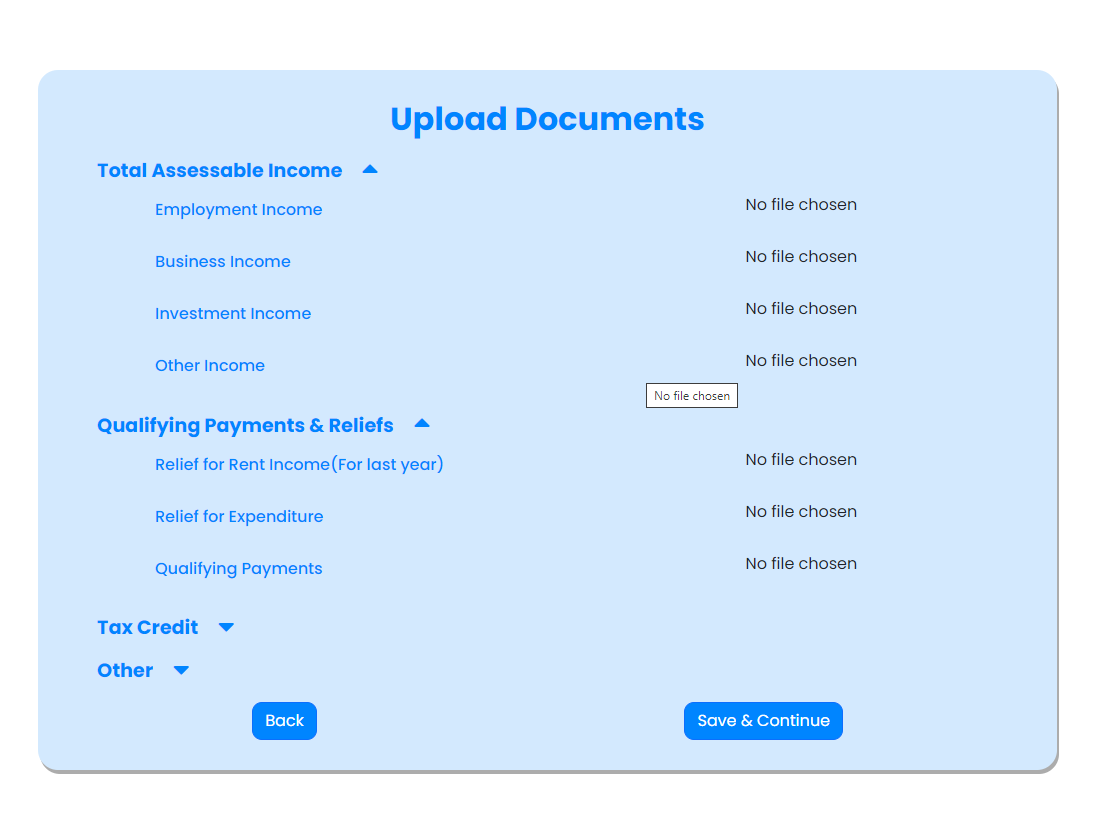 Upload Documents
Total Assessable Income
Employment Income No file chosen
Business Income No file chosen
Investment Income No file chosen
Other Income No file chosen
No file chosen
Qualifying Payments & Reliefs
Relief for Rent Income(For last year) No file chosen
Relief for Expenditure No file chosen
Qualifying Payments No file chosen
Tax Credit
Other
Back Save & Continue